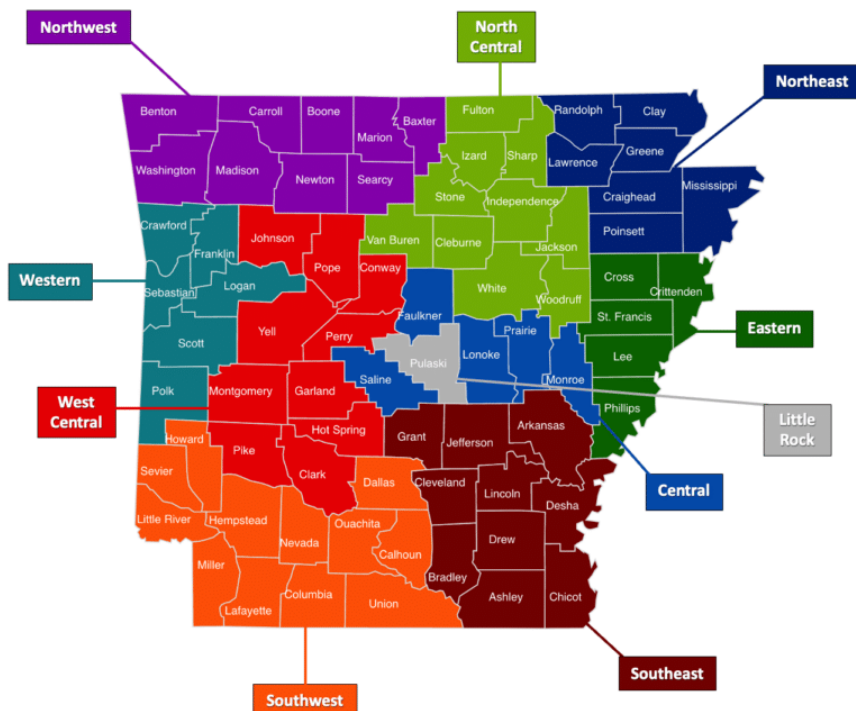 Northwest
North
Central
Northeast
Benton
Carroll
Boone
Marion
Baxter
Fulton
Randolph
Clay
Washington
Madison
Newton
Searcy
Izard
Sharp
Lawrence
Greene
Stone
Independence
Craighead
Mississippi
Crawford
Franklin
Johnson
Pope
Van Buren
Cleburne
Jackson
Poinsett
Western
Sebastian
Logan
Conway
White
Woodruff
Cross
Crittenden
Scott
Yell
Perry
Faulkner
Prairie
St. Francis
Eastern
Polk
Montgomery
Garland
Saline
Pulaski
Lonoke
Monroe
Lee
Phillips
West
Central
Little
Rock
Howard
Pike
Hot Spring
Clark
Grant
Jefferson
Arkansas
Sevier
Dallas
Cleveland
Lincoln
Desha
Central
Little River
Hempstead
Nevada
Ouachita
Calhoun
Drew
Miller
Lafayette
Columbia
Union
Bradley
Ashley
Chicot
Southwest
Southeast